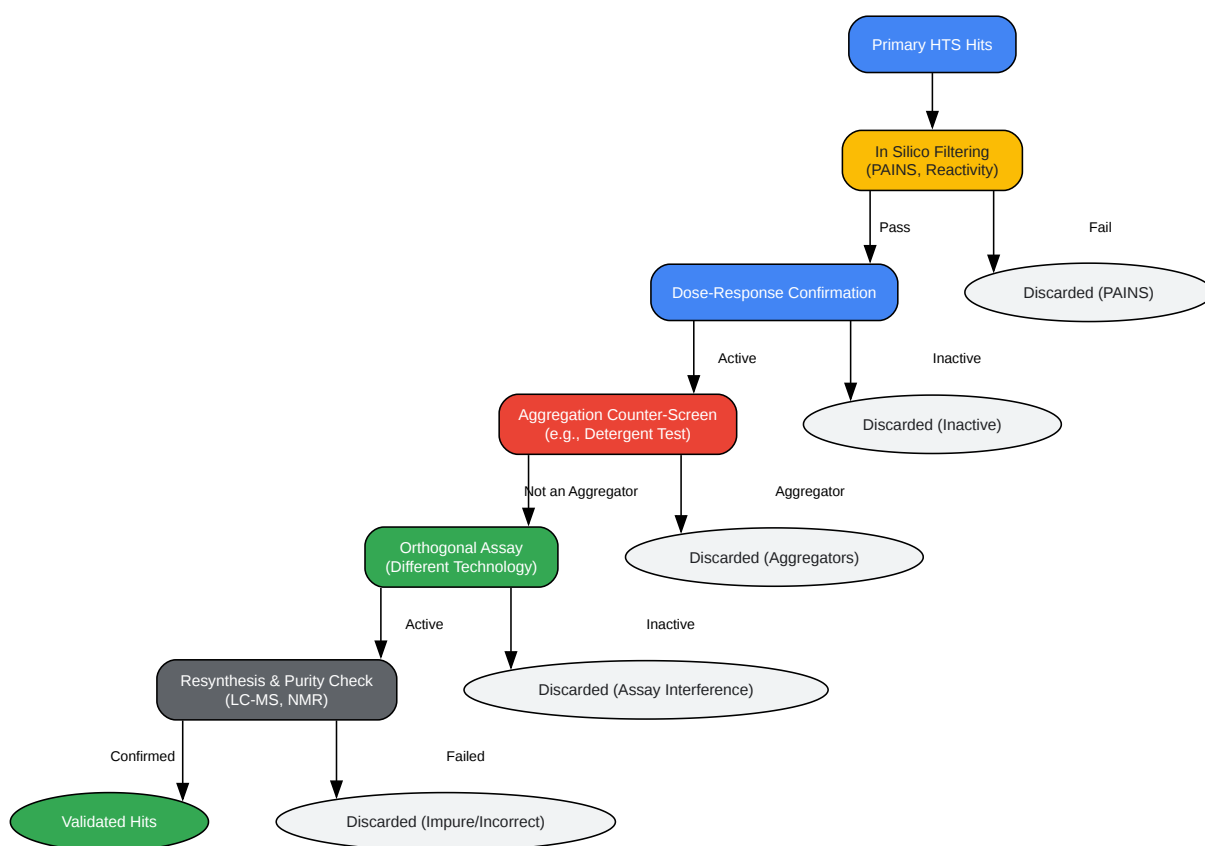 Primary HTS Hits
In Silico Filtering
(PAINS, Reactivity)
Pass
Fail
Dose-Response Confirmation
Discarded (PAINS)
Active
Inactive
Aggregation Counter-Screen
(e.g., Detergent Test)
Discarded (Inactive)
Not an Aggregator
Aggregator
Orthogonal Assay
(Different Technology)
Discarded (Aggregators)
Active
Inactive
Resynthesis & Purity Check
(LC-MS, NMR)
Discarded (Assay Interference)
Confirmed
Failed
Validated Hits
Discarded (Impure/Incorrect)